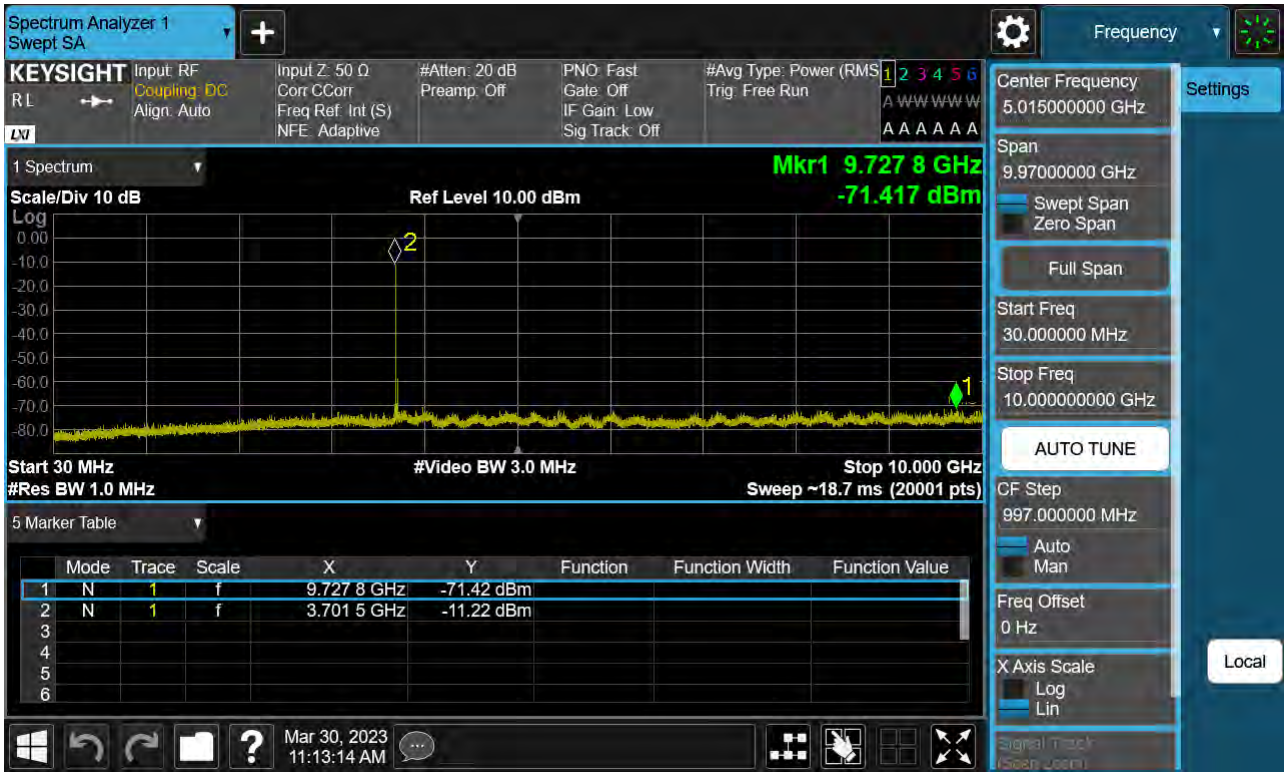 Spectrum Analyzer 1
Swept SA
Frequency
KEYSIGHT
RL
LXI
Input: RF
Coupling: DC
Align: Auto
Input Z: 50 Ω
Corr CCorr
Freq Ref: Int (S)
NFE: Adaptive
#Atten: 20 dB
Preamp: Off
PNO: Fast
Gate: Off
IF Gain: Low
Sig Track: Off
#Avg Type: Power (RMS
Trig: Free Run
1 2 3 4 5 6
A W W W W W
A A A A A A
1 Spectrum
Mkr1 9.727 8 GHz
-71.417 dBm
Scale/Div 10 dB
Ref Level 10.00 dBm
Log
0.00
-10.0
-20.0
-30.0
-40.0
-50.0
-60.0
-70.0
-80.0
2
1
Start 30 MHz
#Video BW 3.0 MHz
Stop 10.000 GHz
#Res BW 1.0 MHz
Sweep ~18.7 ms (20001 pts)
5 Marker Table
Mode Trace Scale X Y Function Function Width Function Value
1 N 1 f 9.727 8 GHz -71.42 dBm
2 N 1 f 3.701 5 GHz -11.22 dBm
3
4
5
6
Mar 30, 2023
11:13:14 AM
Center Frequency
5.015000000 GHz
Span
9.97000000 GHz
Swept Span
Zero Span
Full Span
Start Freq
30.000000 MHz
Stop Freq
10.000000000 GHz
AUTO TUNE
CF Step
997.000000 MHz
Auto
Man
Freq Offset
0 Hz
X Axis Scale
Log
Lin
Signal Track
(Span Zoom)
Settings
Local